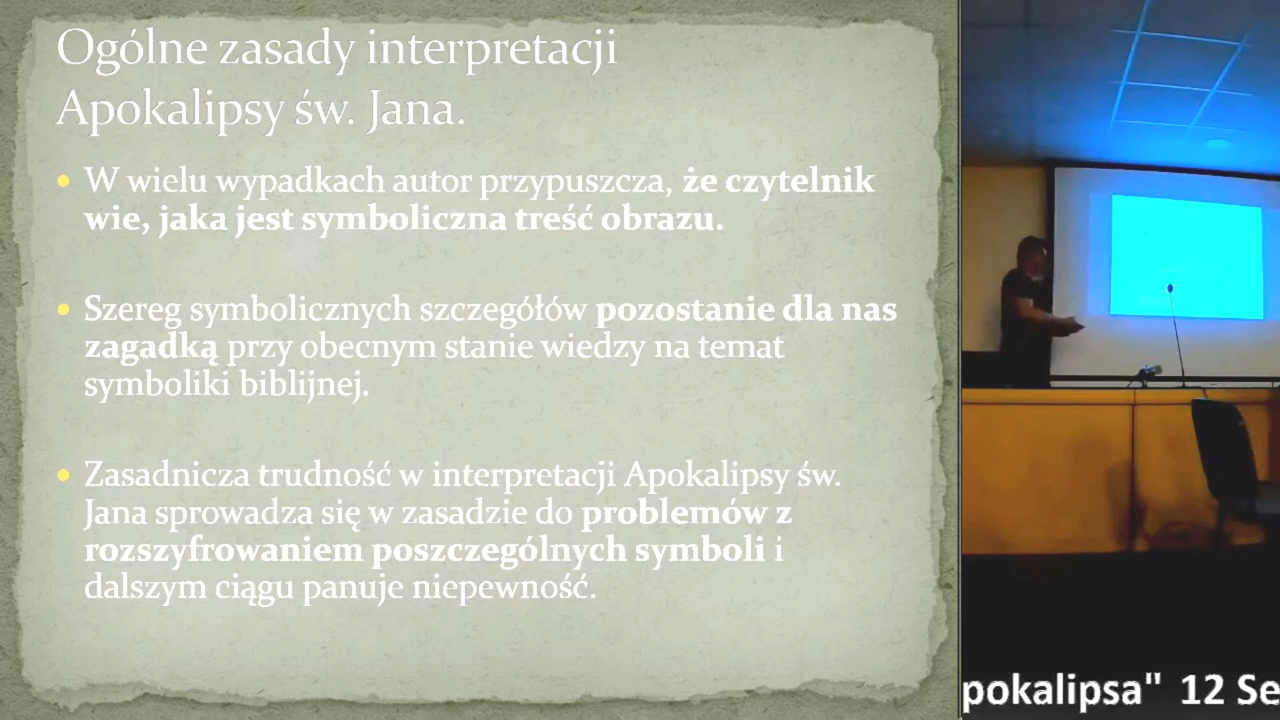 Ogólne zasady interpretacji
Apokalipsy św. Jana.
W wielu wypadkach autor przypuszcza, że czytelnik
wie, jaka jest symboliczna treść obrazu.
Szereg symbolicznych szczegółów pozostanie dla nas
zagadką przy obecnym stanie wiedzy na temat
symboliki biblijnej.
Zasadnicza trudność w interpretacji Apokalipsy św.
Jana sprowadza się w zasadzie do problemów z
rozszyfrowaniem poszczególnych symboli i
dalszym ciągu panuje niepewność.
pokalipsa" 12 Se